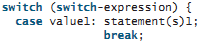 switch (switch-expression) {
case value1: statement(s)1;
break;